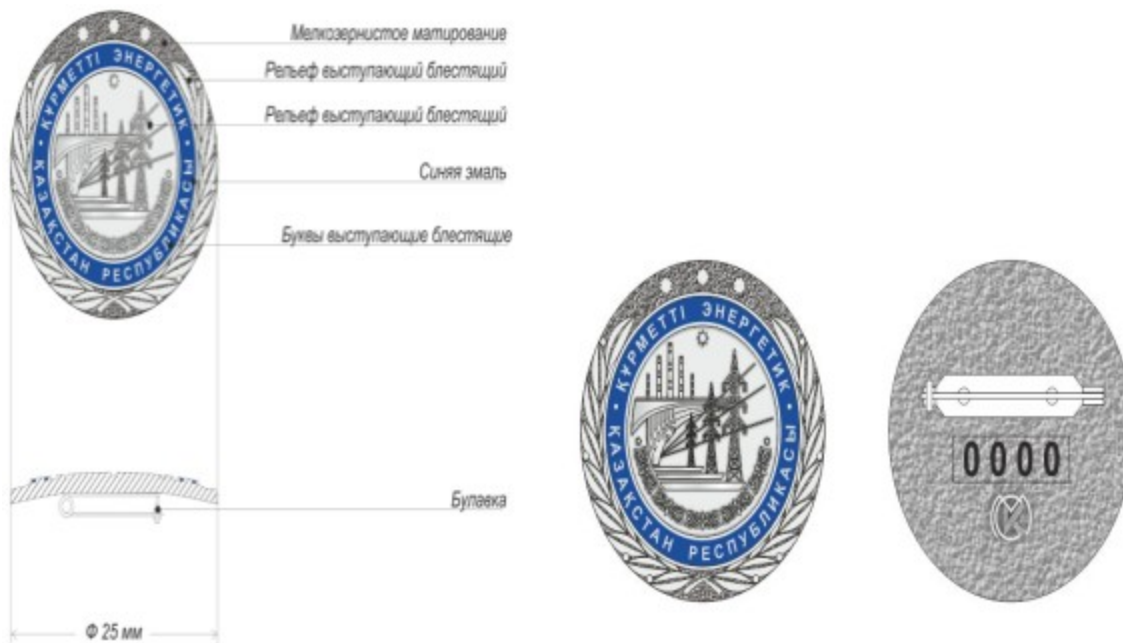 Мелкозернистое матирование
Рельеф выступающий блестящий
Рельеф выступающий блестящий
Синяя эмаль
Буквы выступающие блестящие
ҚҰРМЕТТІ ЭНЕРГЕТИК
• ҚАЗАҚСТАН РЕСПУБЛИКАСЫ •
Булавка
Ф 25 мм
ҚҰРМЕТТІ ЭНЕРГЕТИК
• ҚАЗАҚСТАН РЕСПУБЛИКАСЫ •
0000